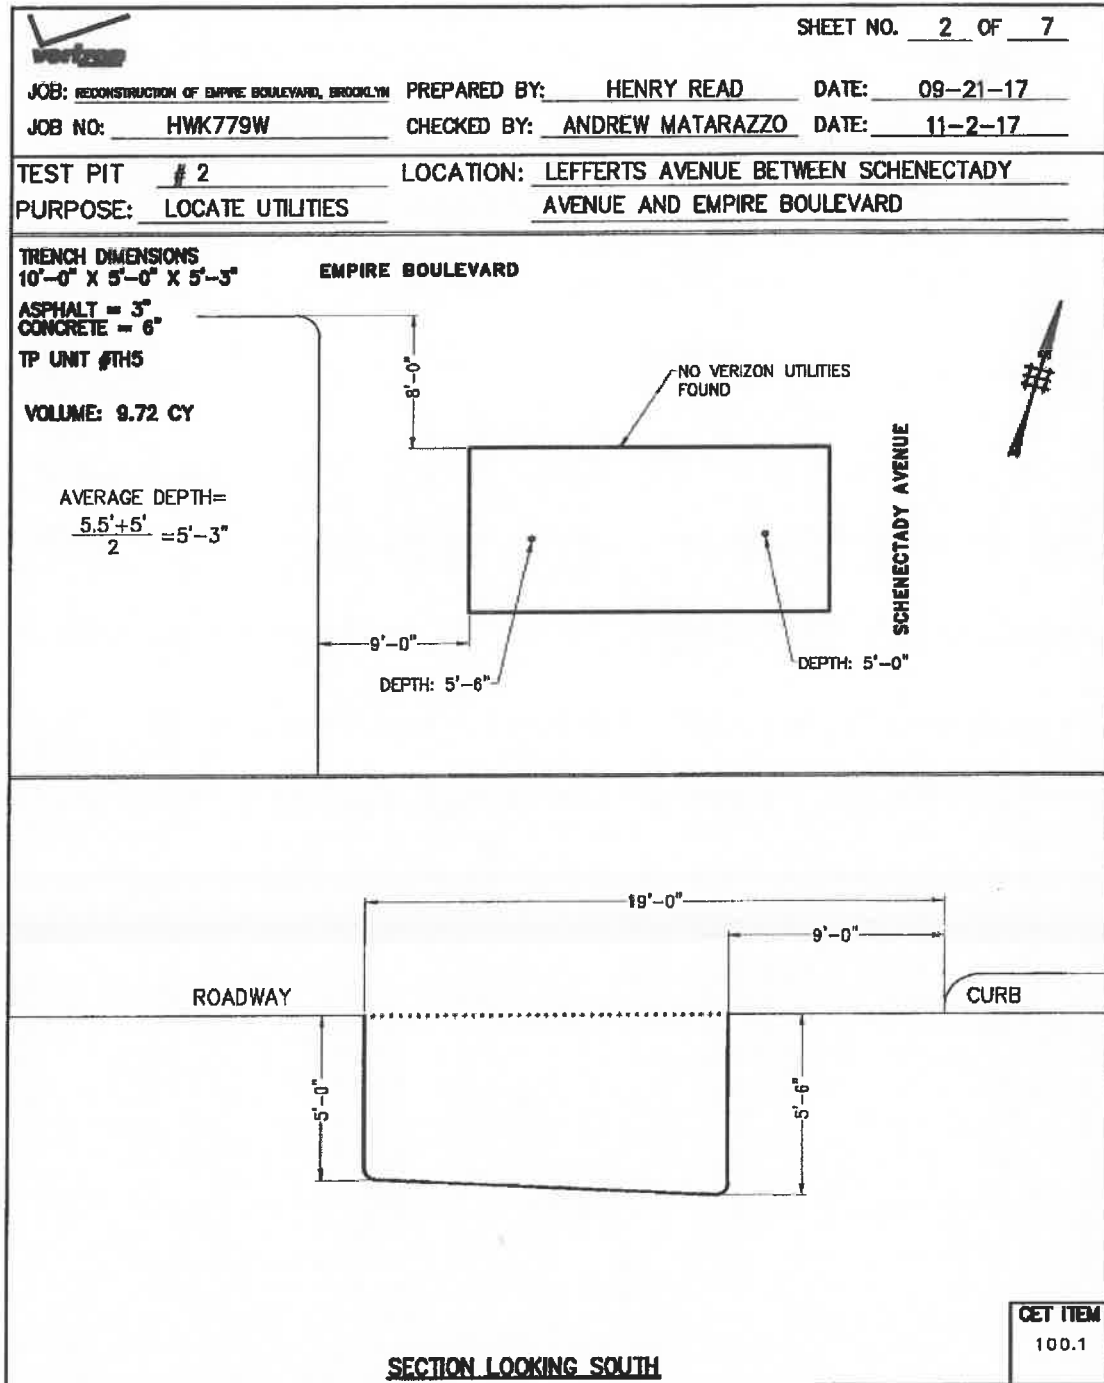 verizon
SHEET NO. 2 OF 7
JOB: RECONSTRUCTION OF EMPIRE BOULEVARD, BROOKLYN PREPARED BY: HENRY READ DATE: 09-21-17
JOB NO: HWK779W CHECKED BY: ANDREW MATARAZZO DATE: 11-2-17
TEST PIT # 2 LOCATION: LEFFERTS AVENUE BETWEEN SCHENECTADY
PURPOSE: LOCATE UTILITIES AVENUE AND EMPIRE BOULEVARD
TRENCH DIMENSIONS
10'-0" X 5'-0" X 5'-3"
EMPIRE BOULEVARD
ASPHALT = 3"
CONCRETE = 6"
TP UNIT #TH5
VOLUME: 9.72 CY
AVERAGE DEPTH=
5.5'+5'
2
=5'-3"
8'-0"
NO VERIZON UTILITIES
FOUND
SCHENECTADY AVENUE
9'-0"
DEPTH: 5'-6"
DEPTH: 5'-0"
19'-0"
9'-0"
ROADWAY
CURB
5'-0"
5'-6"
SECTION LOOKING SOUTH
CET ITEM
100.1